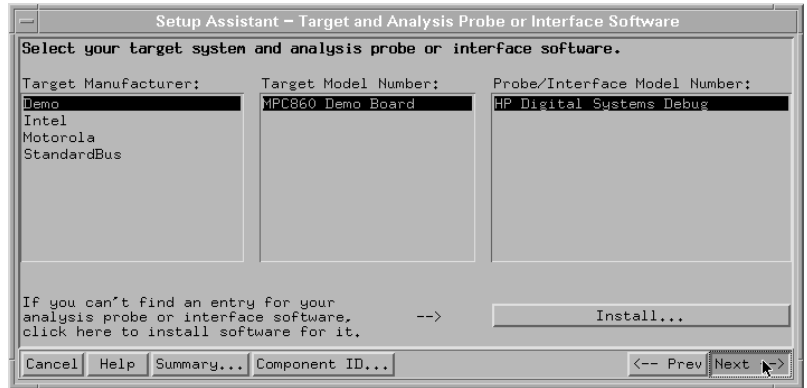 Setup Assistant – Target and Analysis Probe or Interface Software
Select your target system and analysis probe or interface software.
Target Manufacturer: Target Model Number: Probe/Interface Model Number:
Demo MPC860 Demo Board HP Digital Systems Debug
Intel
Motorola
StandardBus
If you can't find an entry for your
analysis probe or interface software, --> Install...
click here to install software for it.
Cancel Help Summary... Component ID... <-- Prev Next -->